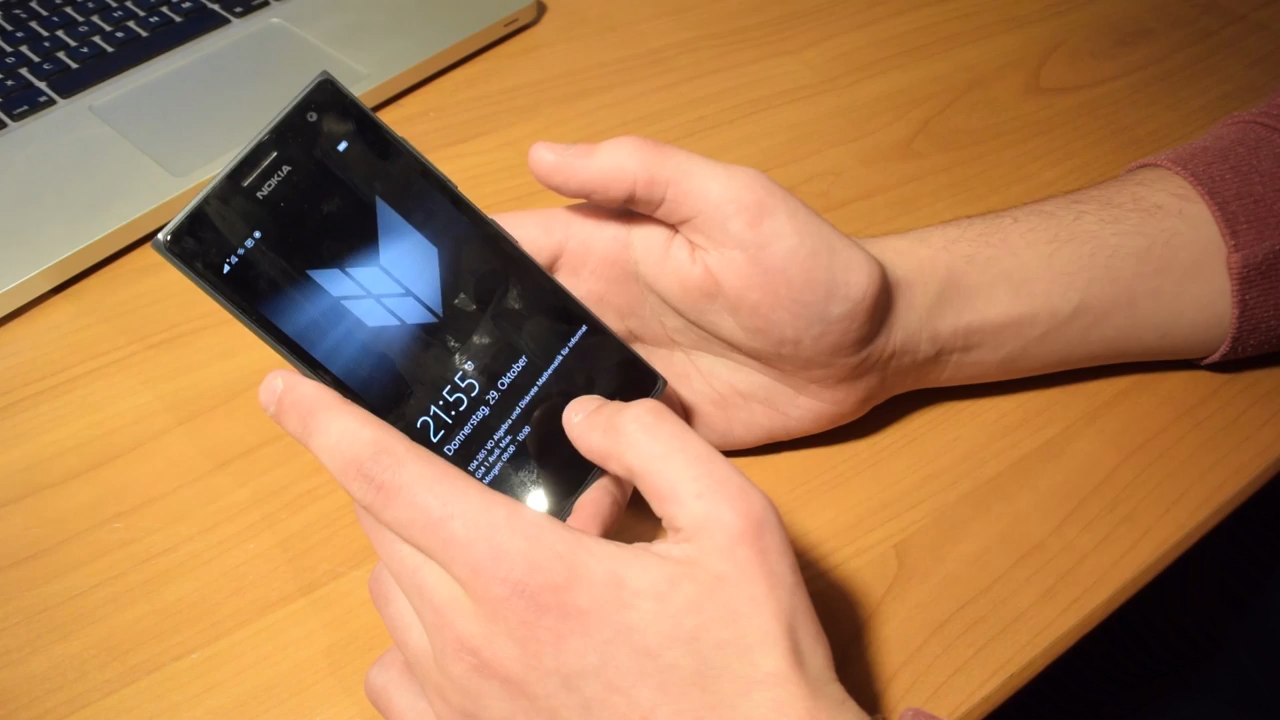 NOKIA
21:55
Donnerstag, 29. Oktober
104.265 VO Algebra und Diskrete Mathematik für Informat
GM 1 Audi. Max.
Morgen: 09:00 - 10:00